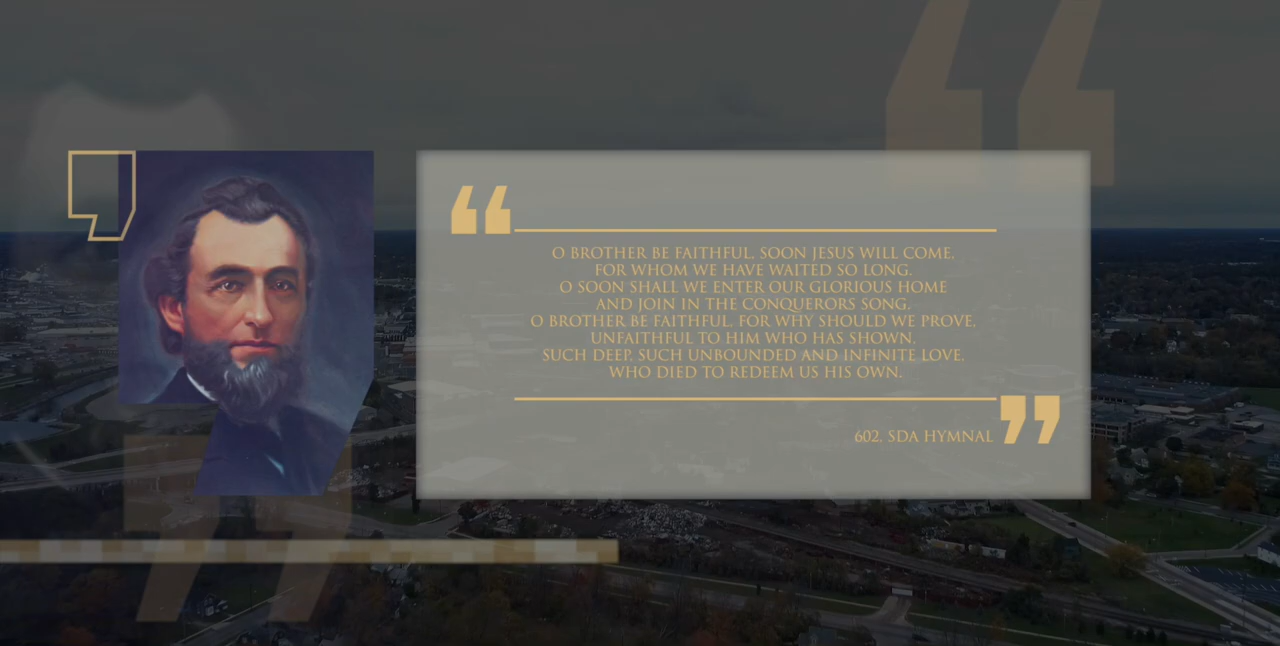 O BROTHER BE FAITHFUL, SOON JESUS WILL COME,
FOR WHOM WE HAVE WAITED SO LONG.
O SOON SHALL WE ENTER OUR GLORIOUS HOME
AND JOIN IN THE CONQUERORS SONG.
O BROTHER BE FAITHFUL, FOR WHY SHOULD WE PROVE,
UNFAITHFUL TO HIM WHO HAS SHOWN,
SUCH DEEP, SUCH UNBOUNDED AND INFINITE LOVE,
WHO DIED TO REDEEM US HIS OWN.
602, SDA HYMNAL